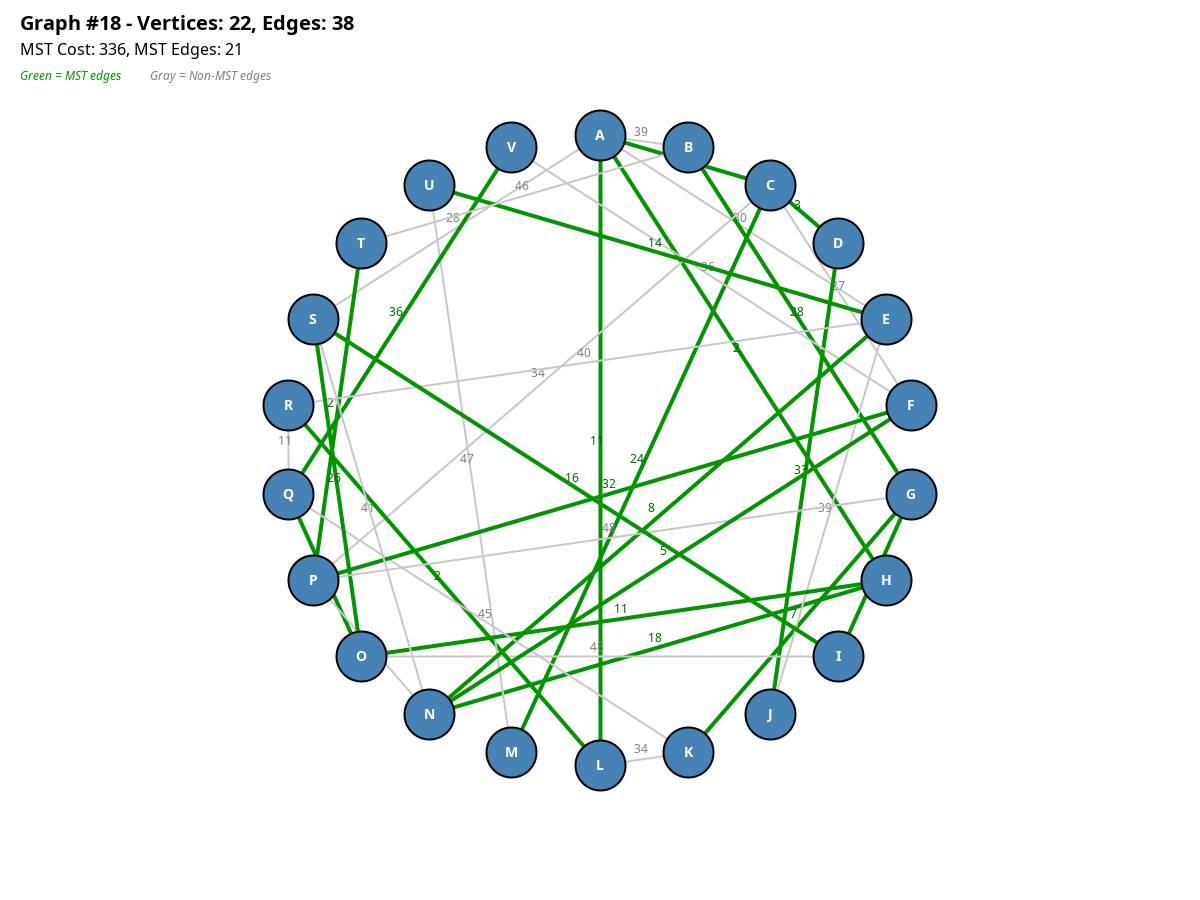 Graph #18 - Vertices: 22, Edges: 38
MST Cost: 336, MST Edges: 21
Green = MST edges Gray = Non-MST edges
A
39
B
V
46
U
C
28
3
30
T
14
D
36
27
36
28
S
E
2
40
34
R
2
F
11
11
47
24
33
26
16
32
Q
G
8
41
39
48
5
2
P
H
11
45
7
18
O
I
N
J
34
M
K
L